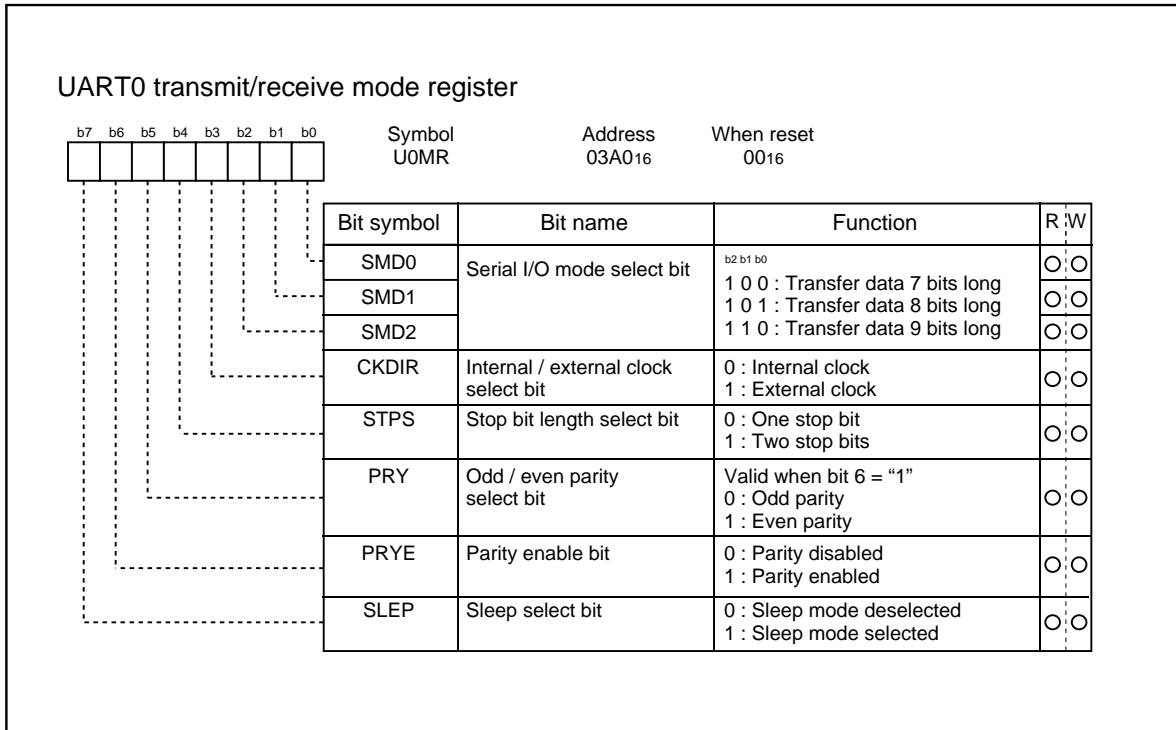 UART0 transmit/receive mode register
b7 b6 b5 b4 b3 b2 b1 b0
Symbol Address When reset
U0MR 03A016 0016
Bit symbol Bit name Function R W
SMD0 Serial I/O mode select bit b2 b1 b0
1 0 0 : Transfer data 7 bits long
SMD1 1 0 1 : Transfer data 8 bits long
SMD2 1 1 0 : Transfer data 9 bits long
CKDIR Internal / external clock 0 : Internal clock
select bit 1 : External clock
STPS Stop bit length select bit 0 : One stop bit
1 : Two stop bits
PRY Odd / even parity Valid when bit 6 = “1”
select bit 0 : Odd parity
1 : Even parity
PRYE Parity enable bit 0 : Parity disabled
1 : Parity enabled
SLEP Sleep select bit 0 : Sleep mode deselected
1 : Sleep mode selected